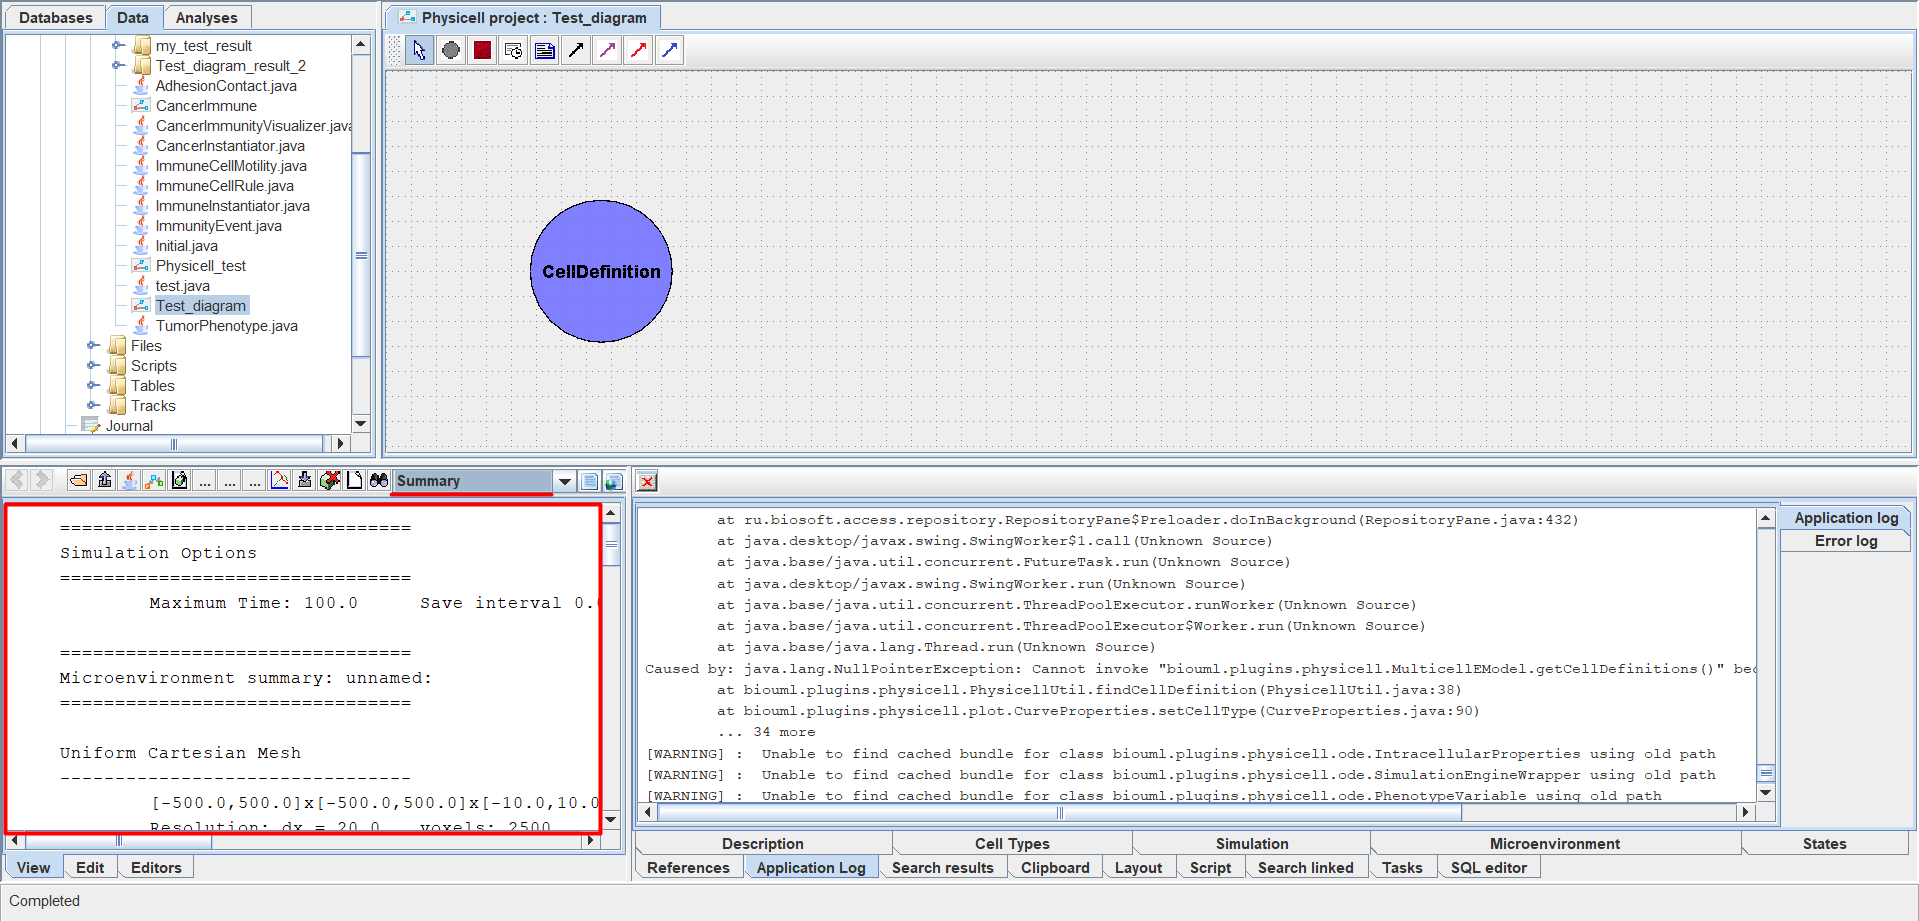 Databases
Data
Analyses
my_test_result
Test_diagram_result_2
AdhesionContact.java
CancerImmune
CancerImmunityVisualizer.java
CancerInstantiator.java
ImmuneCellMotility.java
ImmuneCellRule.java
ImmuneInstantiator.java
ImmunityEvent.java
Initial.java
Physicell_test
test.java
Test_diagram
TumorPhenotype.java
Files
Scripts
Tables
Tracks
Journal
Physicell project : Test_diagram
CellDefinition
... ... ...
Summary
================================
Simulation Options
================================
Maximum Time: 100.0 Save interval 0.
================================
Microenvironment summary: unnamed:
================================
Uniform Cartesian Mesh
--------------------------------
[-500.0,500.0]x[-500.0,500.0]x[-10.0,10.0
Resolution: dx = 20.0 voxels: 2500
View
Edit
Editors
at ru.biosoft.access.repository.RepositoryPane$Preloader.doInBackground(RepositoryPane.java:432)
at java.desktop/javax.swing.SwingWorker$1.call(Unknown Source)
at java.base/java.util.concurrent.FutureTask.run(Unknown Source)
at java.desktop/javax.swing.SwingWorker.run(Unknown Source)
at java.base/java.util.concurrent.ThreadPoolExecutor.runWorker(Unknown Source)
at java.base/java.util.concurrent.ThreadPoolExecutor$Worker.run(Unknown Source)
at java.base/java.lang.Thread.run(Unknown Source)
Caused by: java.lang.NullPointerException: Cannot invoke "biouml.plugins.physicell.MulticellEModel.getCellDefinitions()" bec
at biouml.plugins.physicell.PhysicellUtil.findCellDefinition(PhysicellUtil.java:38)
at biouml.plugins.physicell.plot.CurveProperties.setCellType(CurveProperties.java:90)
... 34 more
[WARNING] : Unable to find cached bundle for class biouml.plugins.physicell.ode.IntracellularProperties using old path
[WARNING] : Unable to find cached bundle for class biouml.plugins.physicell.ode.SimulationEngineWrapper using old path
[WARNING] : Unable to find cached bundle for class biouml.plugins.physicell.ode.PhenotypeVariable using old path
Application log
Error log
Description
Cell Types
Simulation
Microenvironment
States
References
Application Log
Search results
Clipboard
Layout
Script
Search linked
Tasks
SQL editor
Completed